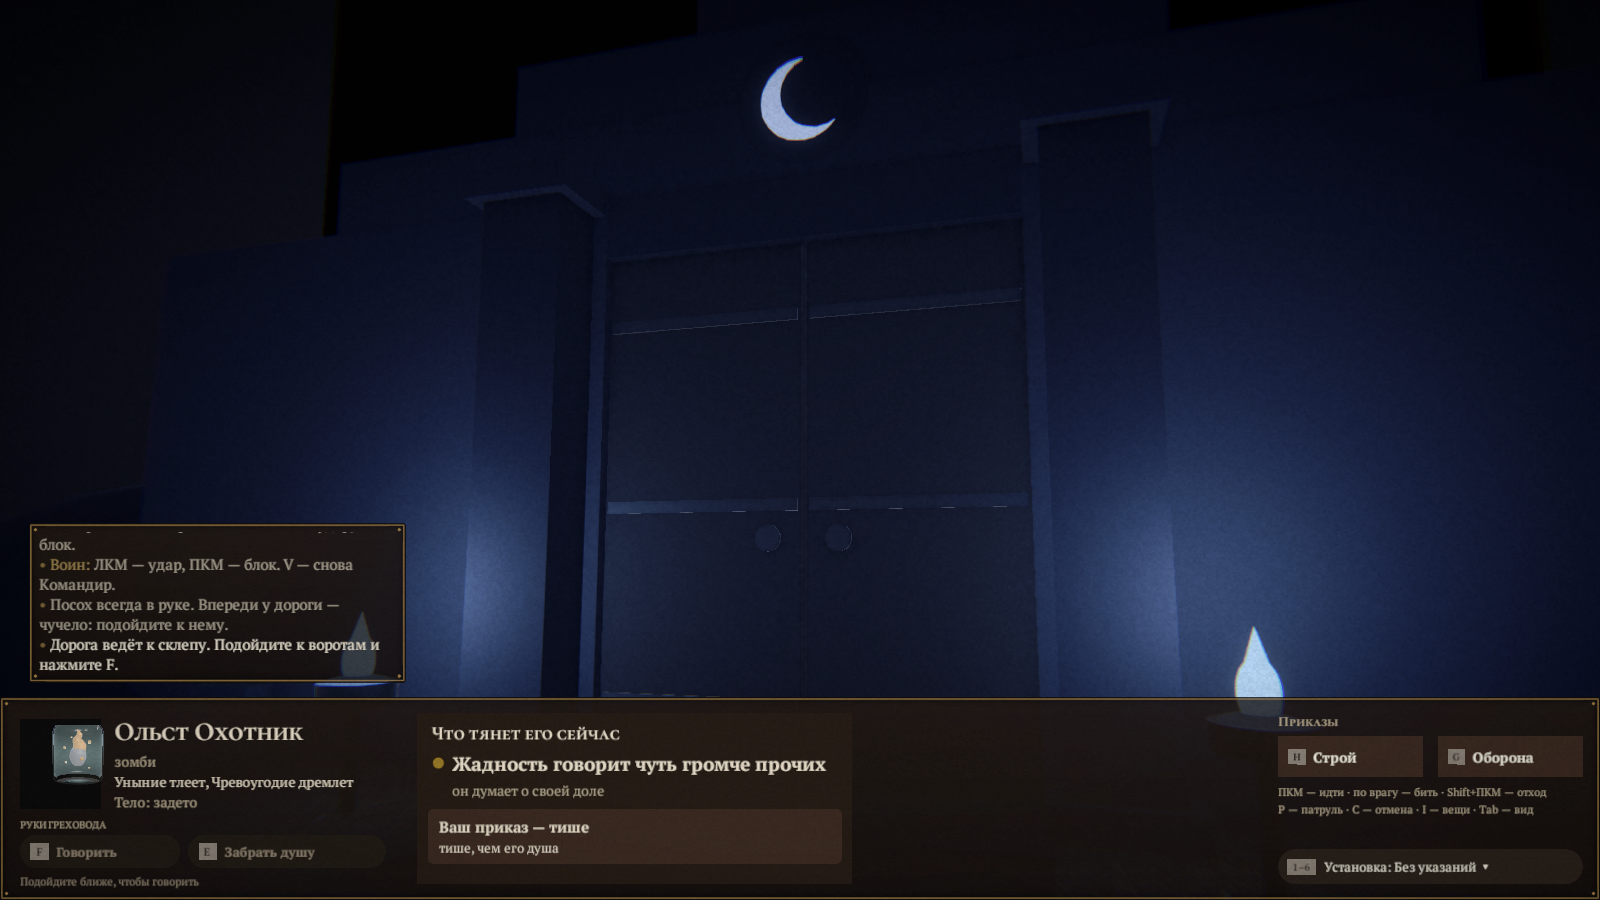 блок.
• Воин: ЛКМ — удар, ПКМ — блок. V — снова
Командир.
• Посох всегда в руке. Впереди у дороги —
чучело: подойдите к нему.
• Дорога ведёт к склепу. Подойдите к воротам и
нажмите F.
Ольст Охотник
зомби
Уныние тлеет, Чревоугодие дремлет
Тело: задето
РУКИ ГРЕХОВОДА
F Говорить
E Забрать душу
Подойдите ближе, чтобы говорить
Что тянет его сейчас
Жадность говорит чуть громче прочих
он думает о своей доле
Ваш приказ — тише
тише, чем его душа
Приказы
H Строй
G Оборона
ПКМ — идти · по врагу — бить · Shift+ПКМ — отход
P — патруль · C — отмена · I — вещи · Tab — вид
1–6 Установка: Без указаний ▾